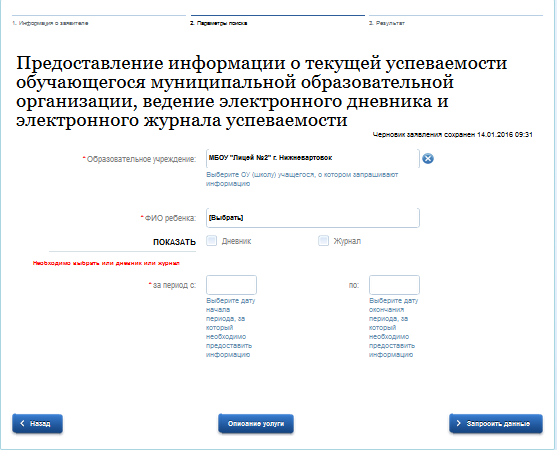 1. Информация о заявителе 2. Параметры поиска 3. Результат
Предоставление информации о текущей успеваемости
обучающегося муниципальной образовательной
организации, ведение электронного дневника и
электронного журнала успеваемости
Черновик заявления сохранен 14.01.2016 09:31
* Образовательное учреждение: МБОУ "Лицей №2" г. Нижневартовск
Выберите ОУ (школу) учащегося, о котором запрашивают
информацию
* ФИО ребенка: [Выбрать]
ПОКАЗАТЬ Дневник Журнал
Необходимо выбрать или дневник или журнал
* за период с: по:
Выберите дату
начала
периода, за
который
необходимо
предоставить
информацию
Выберите дату
окончания
периода, за
который
необходимо
предоставить
информацию
Назад Описание услуги Запросить данные